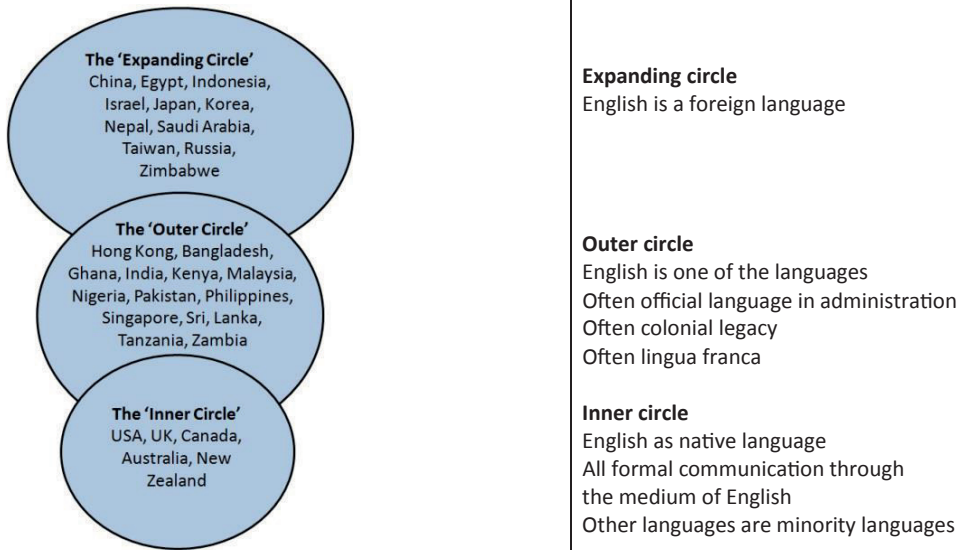 The ‘Expanding Circle’
China, Egypt, Indonesia,
Israel, Japan, Korea,
Nepal, Saudi Arabia,
Taiwan, Russia,
Zimbabwe
The ‘Outer Circle’
Hong Kong, Bangladesh,
Ghana, India, Kenya, Malaysia,
Nigeria, Pakistan, Philippines,
Singapore, Sri, Lanka,
Tanzania, Zambia
The ‘Inner Circle’
USA, UK, Canada,
Australia, New
Zealand
Expanding circle
English is a foreign language
Outer circle
English is one of the languages
Often official language in administration
Often colonial legacy
Often lingua franca
Inner circle
English as native language
All formal communication through
the medium of English
Other languages are minority languages